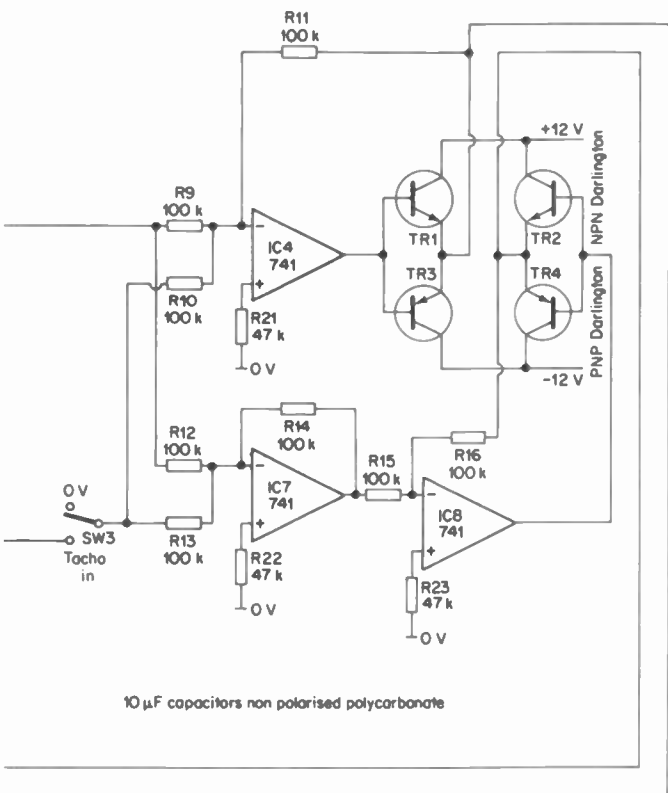 R11
100 k
+12 V
NPN Darlington
R9
100 k
IC4
741
TR1
TR2
TR3
TR4
R10
100 k
R21
47 k
0 V
PNP Darlington
-12 V
R12
100 k
R14
100 k
R16
100 k
R15
100 k
IC7
741
IC8
741
0 V
SW3
Tacho
in
R13
100 k
R22
47 k
0 V
R23
47 k
0 V
10 µF capacitors non polarised polycarbonate